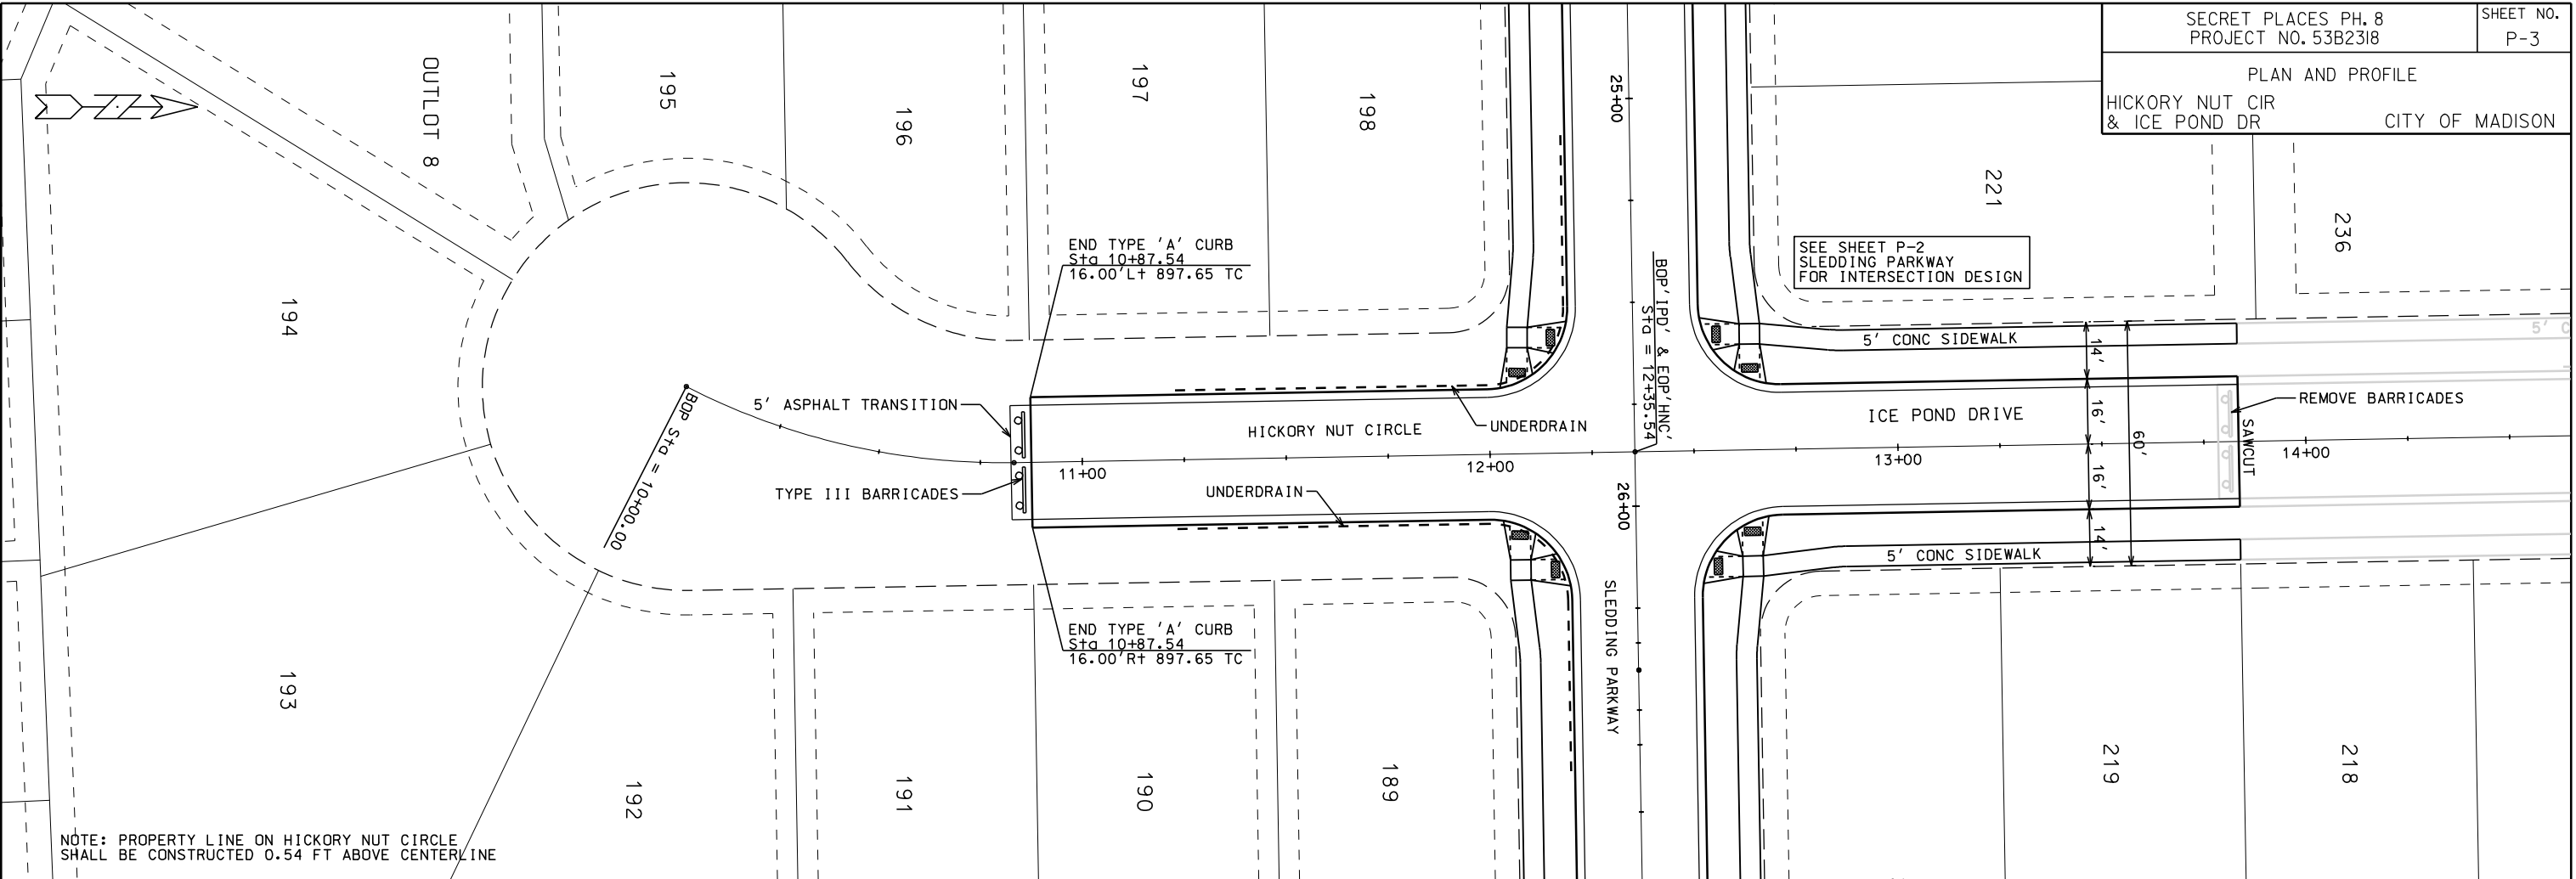 SECRET PLACES PH. 8
PROJECT NO. 53B2318
SHEET NO.
P-3
PLAN AND PROFILE
HICKORY NUT CIR
& ICE POND DR
CITY OF MADISON
OUTLOT 8
195
196
197
198
25+00
221
236
N
END TYPE 'A' CURB
Sta 10+87.54
16.00'Lt 897.65 TC
SEE SHEET P-2
SLEDDING PARKWAY
FOR INTERSECTION DESIGN
BOP'IPD' & EOP'HNC'
Sta = 12+35.54
194
5' CONC SIDEWALK
5' C
14'
16'
60'
16'
14'
5' ASPHALT TRANSITION
BOP Sta = 10+00.00
HICKORY NUT CIRCLE
UNDERDRAIN
ICE POND DRIVE
REMOVE BARRICADES
SAWCUT
11+00
12+00
13+00
14+00
TYPE III BARRICADES
UNDERDRAIN
26+00
5' CONC SIDEWALK
END TYPE 'A' CURB
Sta 10+87.54
16.00'Rt 897.65 TC
SLEDDING PARKWAY
193
192
191
190
189
219
218
NOTE: PROPERTY LINE ON HICKORY NUT CIRCLE
SHALL BE CONSTRUCTED 0.54 FT ABOVE CENTERLINE